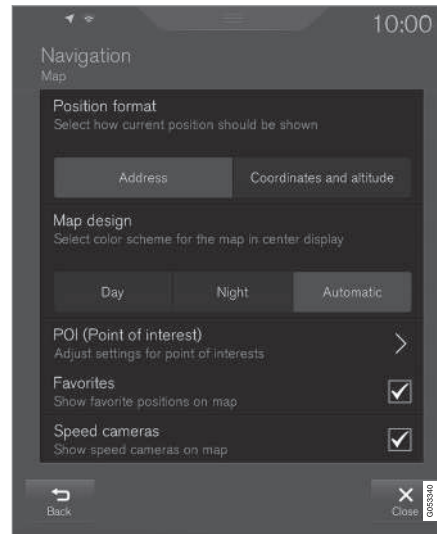 10:00
Navigation
Map
Position format
Select how current position should be shown
Address
Coordinates and altitude
Map design
Select color scheme for the map in center display
Day
Night
Automatic
POI (Point of interest)
Adjust settings for point of interests
Favorites
Show favorite positions on map
Speed cameras
Show speed cameras on map
Back
Close
G053340